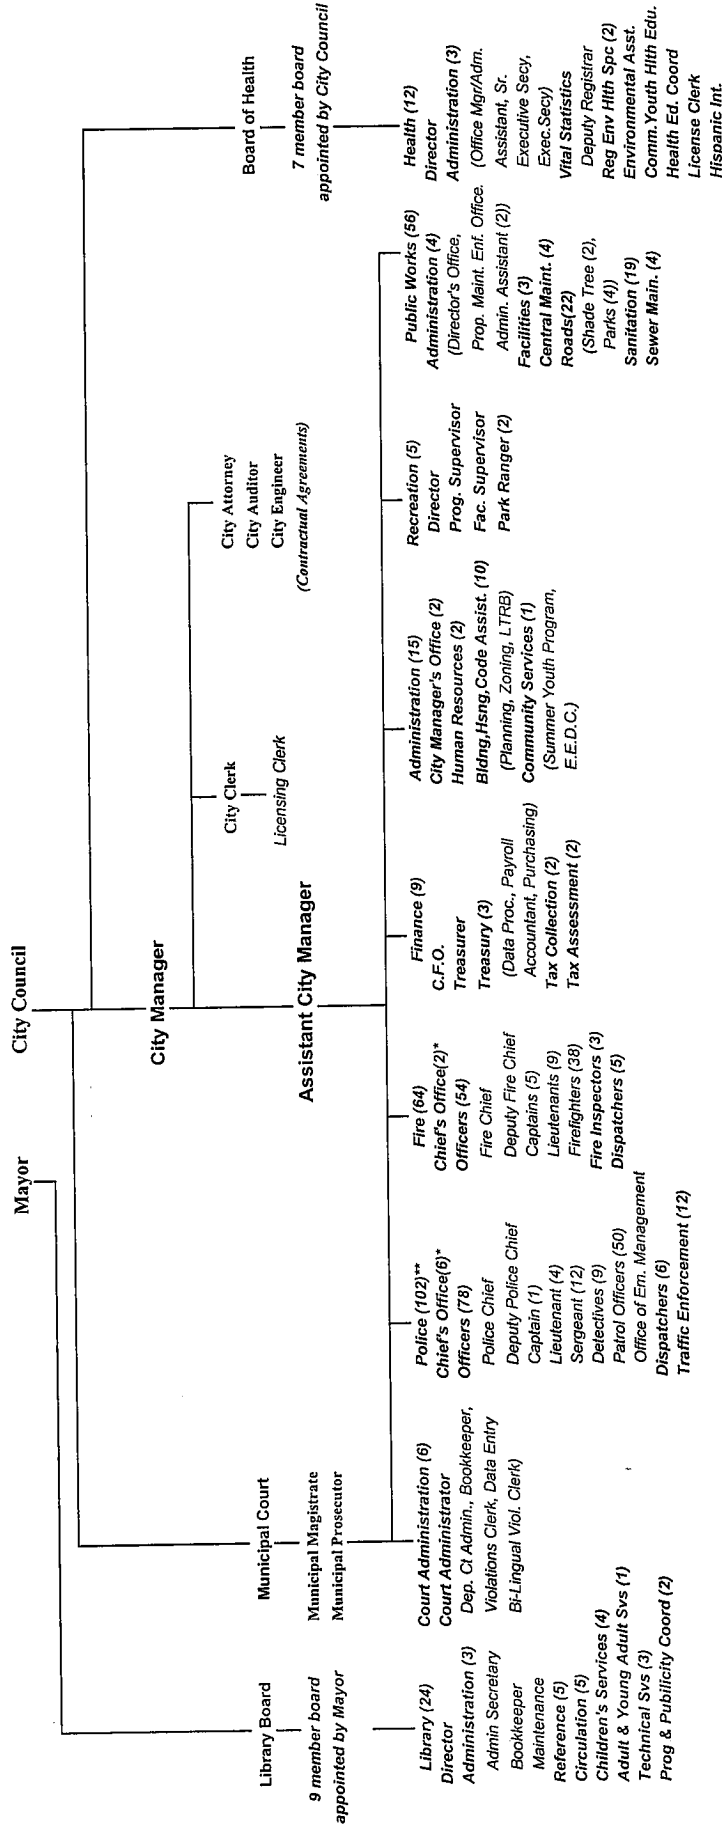 Mayor
City Council
City Manager
City Clerk
Licensing Clerk
City Attorney
City Auditor
City Engineer
(Contractual Agreements)
Assistant City Manager
Library Board
9 member board
appointed by Mayor
Municipal Court
Municipal Magistrate
Municipal Prosecutor
Board of Health
7 member board
appointed by City Council
Library (24)
Director
Administration (3)
Admin Secretary
Bookkeeper
Maintenance
Reference (5)
Circulation (5)
Children's Services (4)
Adult & Young Adult Svs (1)
Technical Svs (3)
Prog & Publicity Coord (2)
Court Administration (6)
Court Administrator
Dep. Ct Admin., Bookkeeper,
Violations Clerk, Data Entry
Bi-Lingual Viol. Clerk)
Police (102)**
Chief's Office(6)*
Officers (78)
Police Chief
Deputy Police Chief
Captain (1)
Lieutenant (4)
Sergeant (12)
Detectives (9)
Patrol Officers (50)
Office of Em. Management
Dispatchers (6)
Traffic Enforcement (12)
Fire (64)
Chief's Office(2)*
Officers (54)
Fire Chief
Deputy Fire Chief
Captains (5)
Lieutenants (9)
Firefighters (38)
Fire Inspectors (3)
Dispatchers (5)
Finance (9)
C.F.O.
Treasurer
Treasury (3)
(Data Proc., Payroll
Accountant, Purchasing)
Tax Collection (2)
Tax Assessment (2)
Administration (15)
City Manager's Office (2)
Human Resources (2)
Bldng,Hsng,Code Assist. (10)
(Planning, Zoning, LTRB)
Community Services (1)
(Summer Youth Program,
E.E.D.C.)
Recreation (5)
Director
Prog. Supervisor
Fac. Supervisor
Park Ranger (2)
Public Works (56)
Administration (4)
(Director's Office,
Prop. Maint. Enf. Office.
Admin. Assistant (2))
Facilities (3)
Central Maint. (4)
Roads(22)
(Shade Tree (2),
Parks (4))
Sanitation (19)
Sewer Main. (4)
Health (12)
Director
Administration (3)
(Office Mgr/Adm.
Assistant, Sr.
Executive Secy,
Exec.Secy)
Vital Statistics
Deputy Registrar
Reg Env Hlth Spc (2)
Environmental Asst.
Comm.Youth Hlth Edu.
Health Ed. Coord
License Clerk
Hispanic Int.